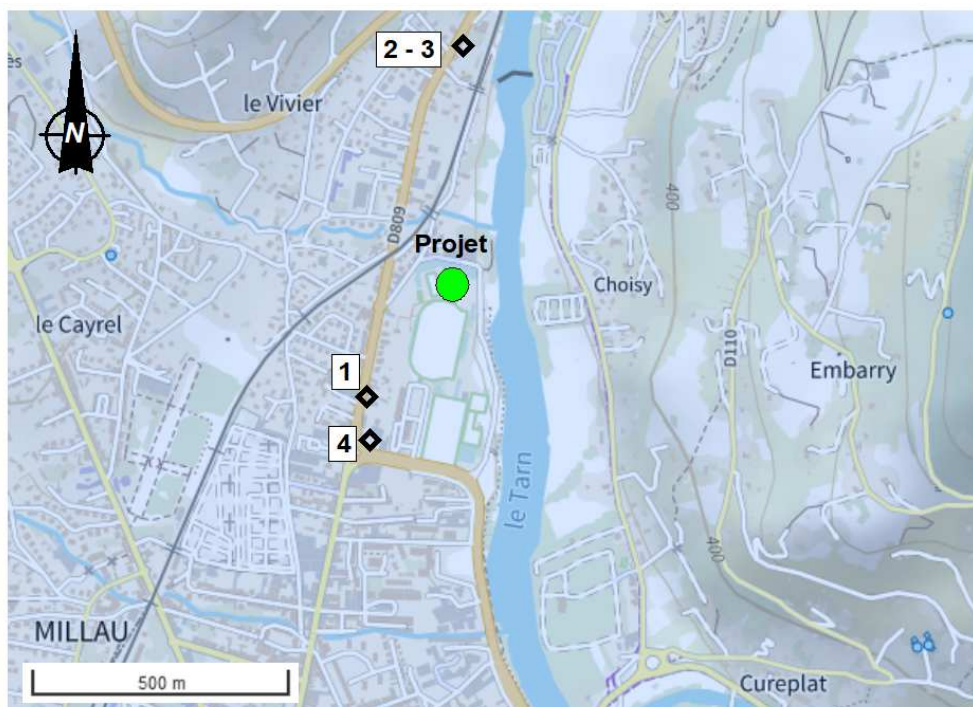 2 - 3
le Vivier
N
D809
Projet
400
Choisy
le Cayrel
1
D110
Embarry
4
le Tarn
400
MILLAU
500 m
Cureplat